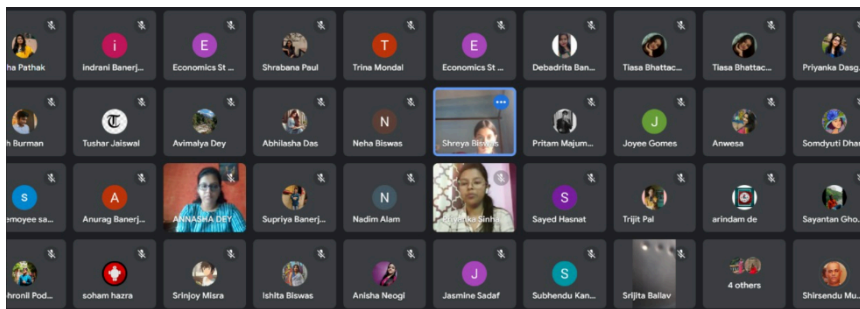 ha Pathak
indrani Banerj...
Economics St ...
Shrabana Paul
Trina Mondal
Economics St ...
Debadrita Ban...
Tiasa Bhattac...
Tiasa Bhattac...
Priyanka Dasg.
h Burman
Tushar Jaiswal
Avimalya Dey
Abhilasha Das
Neha Biswas
Shreya Biswas
Pritam Majum...
Joyee Gomes
Anwesa
Somdyuti Dhar
emoyee sa...
Anurag Banerj...
ANNASHA DEY
Supriya Banerj...
Nadim Alam
Sinha
Sayed Hasnat
Trijit Pal
arindam de
Sayantan Gho.
hronil Pod...
soham hazra
Srinjoy Misra
Ishita Biswas
Anisha Neogi
Jasmine Sadaf
Subhendu Kan...
Srijita Ballav
4 others
Shirsendu Mu..
i
E
T
E
T
N
J
S
A
N
S
J
S